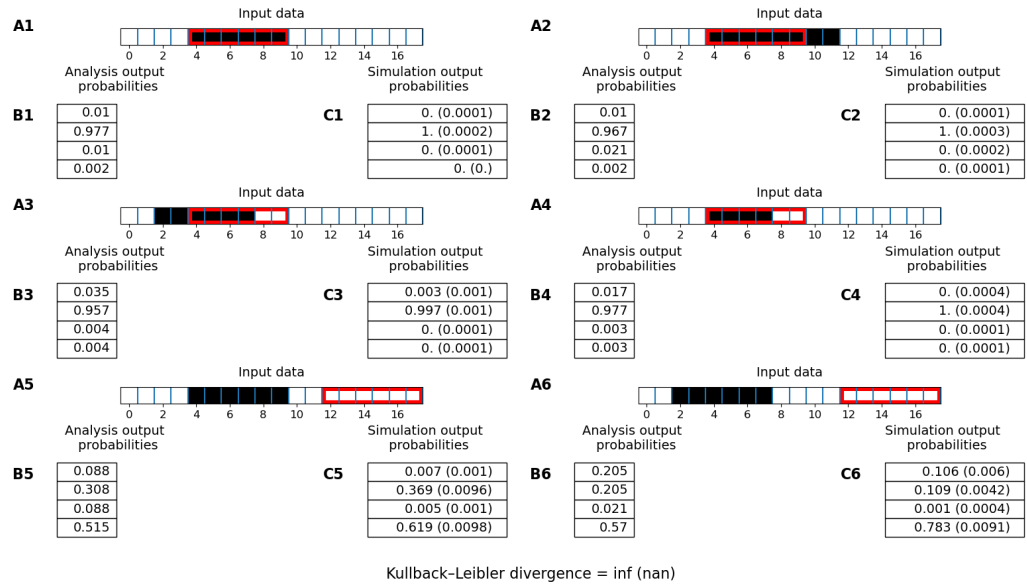 Input data
A1
0 2 4 6 8 10 12 14 16
Analysis output
probabilities
Simulation output
probabilities
B1
0.01
0.977
0.01
0.002
C1
0. (0.0001)
1. (0.0002)
0. (0.0001)
0. (0.)
Input data
A2
0 2 4 6 8 10 12 14 16
Analysis output
probabilities
Simulation output
probabilities
B2
0.01
0.967
0.021
0.002
C2
0. (0.0001)
1. (0.0003)
0. (0.0002)
0. (0.0001)
Input data
A3
0 2 4 6 8 10 12 14 16
Analysis output
probabilities
Simulation output
probabilities
B3
0.035
0.957
0.004
0.004
C3
0.003 (0.001)
0.997 (0.001)
0. (0.0001)
0. (0.0001)
Input data
A4
0 2 4 6 8 10 12 14 16
Analysis output
probabilities
Simulation output
probabilities
B4
0.017
0.977
0.003
0.003
C4
0. (0.0004)
1. (0.0004)
0. (0.0001)
0. (0.0001)
Input data
A5
0 2 4 6 8 10 12 14 16
Analysis output
probabilities
Simulation output
probabilities
B5
0.088
0.308
0.088
0.515
C5
0.007 (0.001)
0.369 (0.0096)
0.005 (0.001)
0.619 (0.0098)
Input data
A6
0 2 4 6 8 10 12 14 16
Analysis output
probabilities
Simulation output
probabilities
B6
0.205
0.205
0.021
0.57
C6
0.106 (0.006)
0.109 (0.0042)
0.001 (0.0004)
0.783 (0.0091)
Kullback–Leibler divergence = inf (nan)